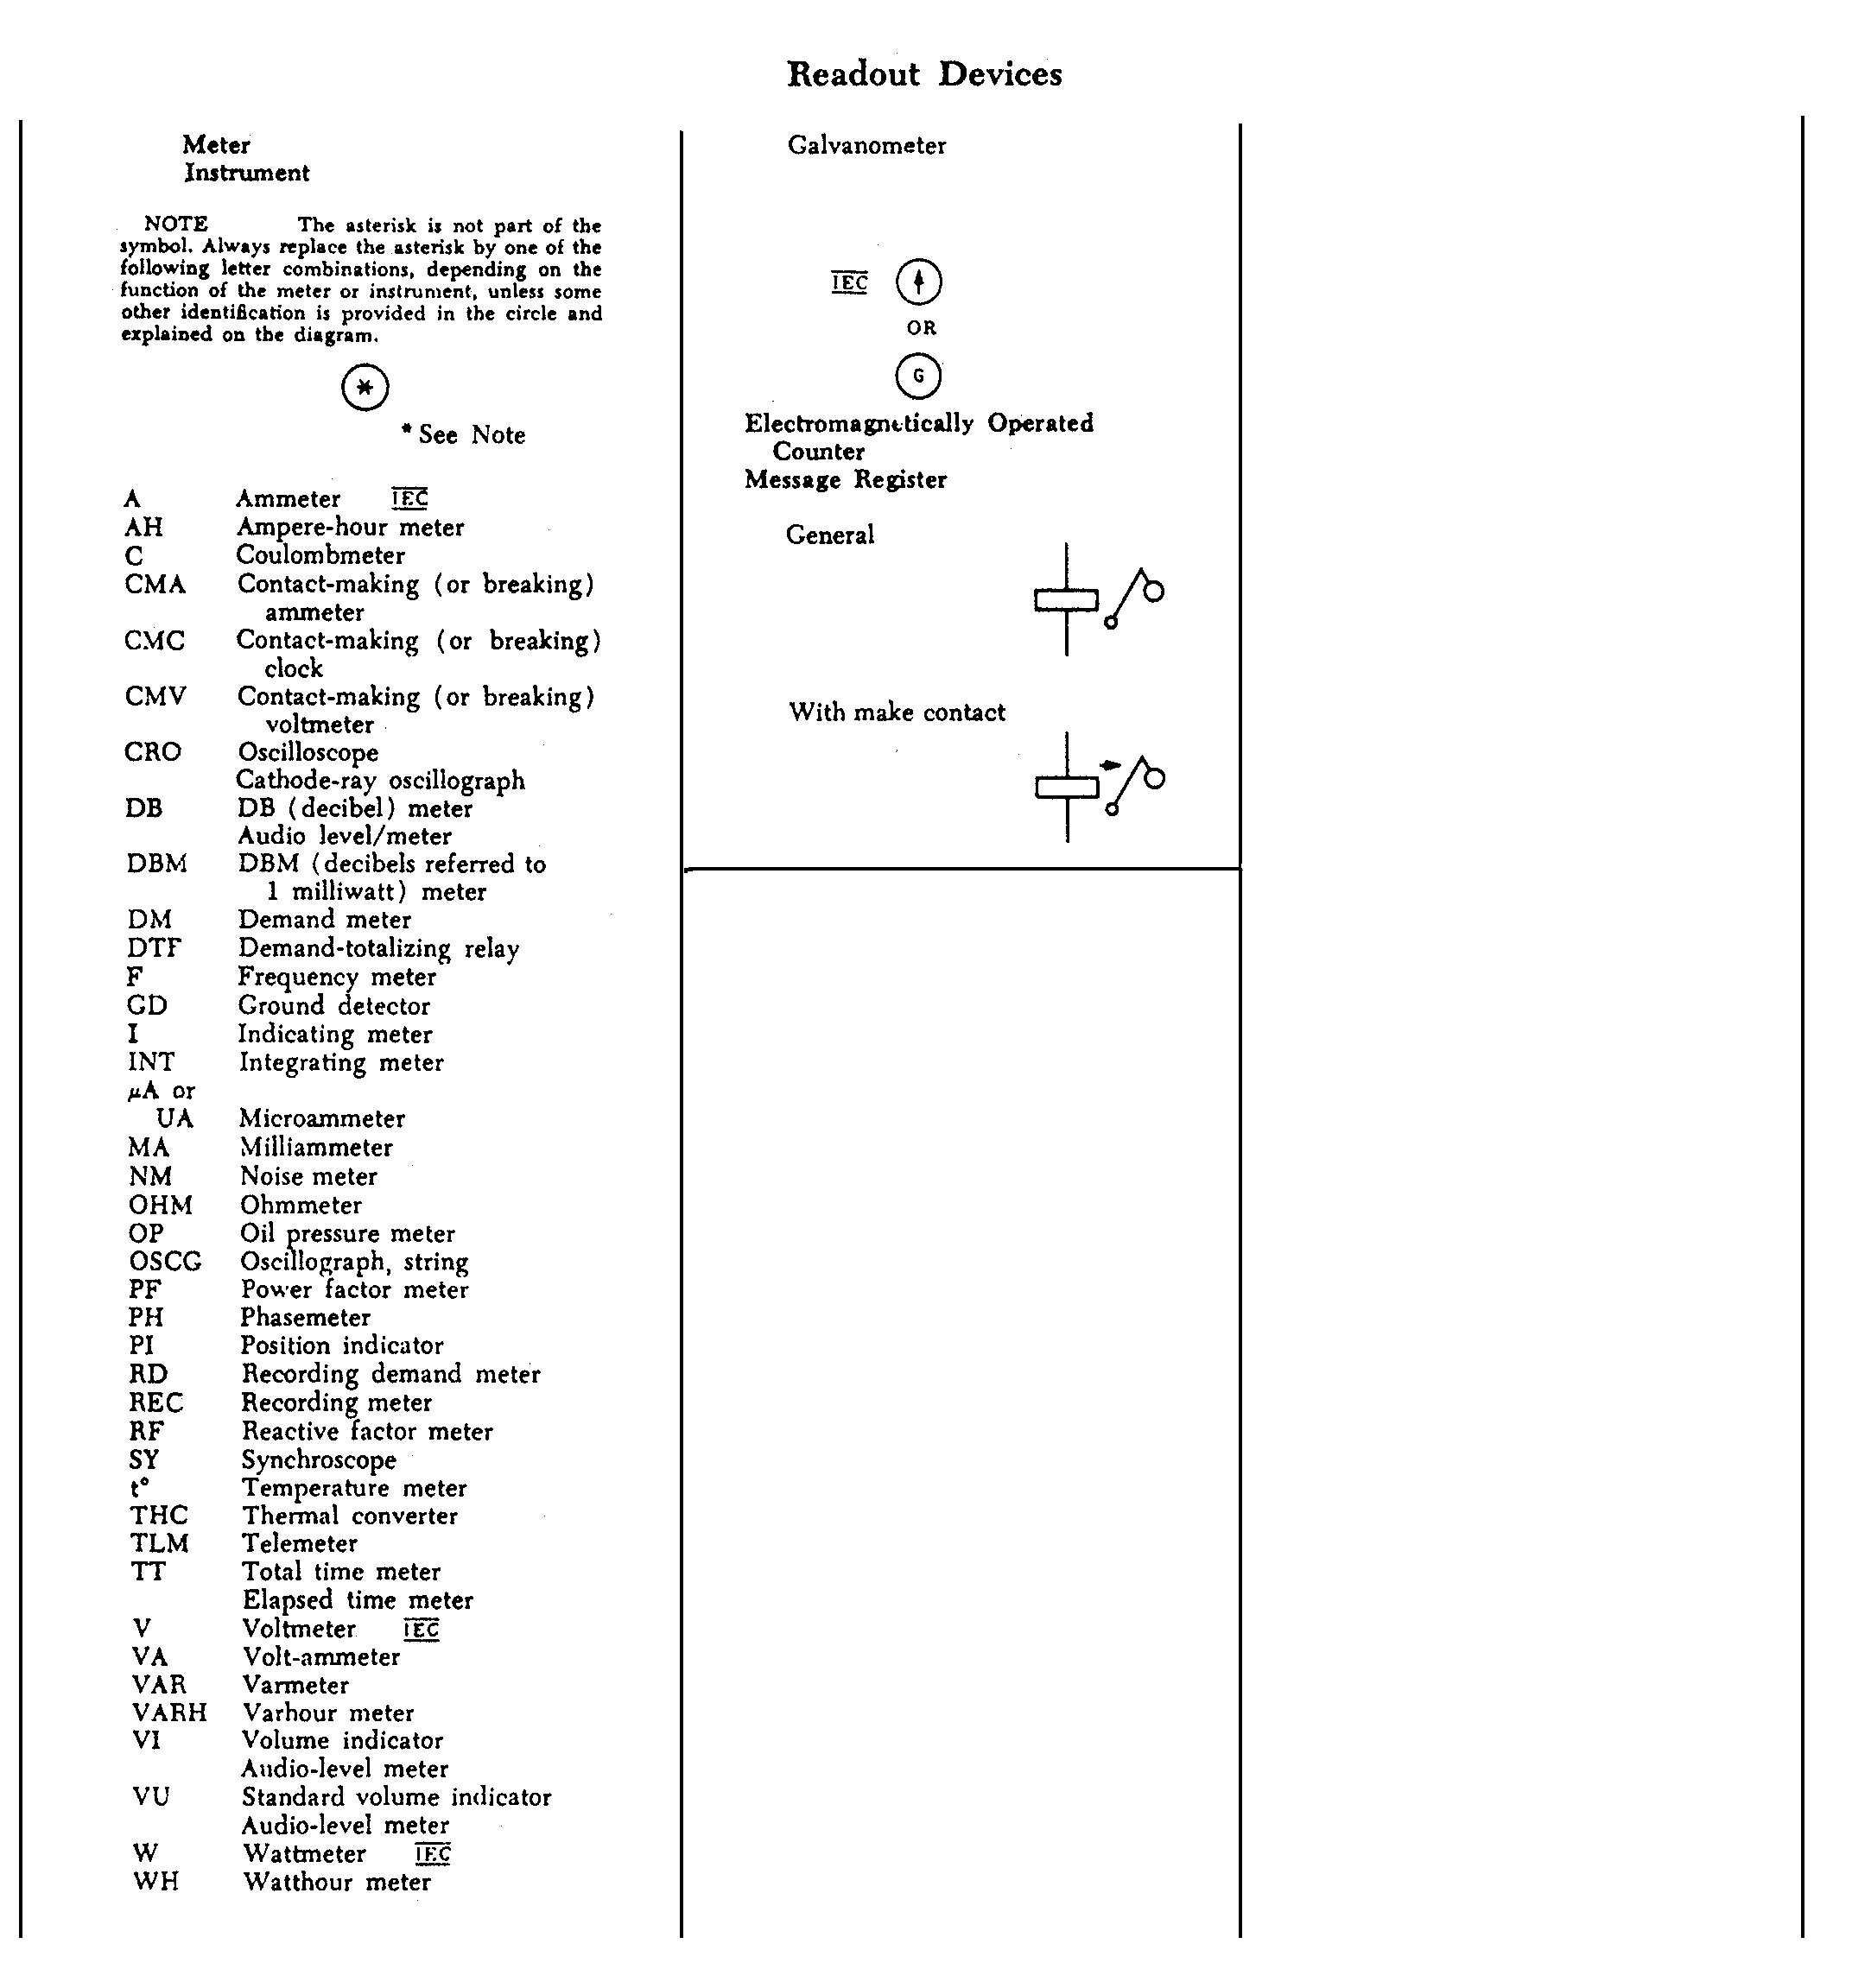 Readout Devices
Meter
Instrument
NOTE The asterisk is not part of the
symbol. Always replace the asterisk by one of the
following letter combinations, depending on the
function of the meter or instrument, unless some
other identification is provided in the circle and
explained on the diagram.
*
* See Note
A Ammeter IEC
AH Ampere-hour meter
C Coulombmeter
CMA Contact-making (or breaking)
ammeter
CMC Contact-making (or breaking)
clock
CMV Contact-making (or breaking)
voltmeter
CRO Oscilloscope
Cathode-ray oscillograph
DB DB (decibel) meter
Audio level/meter
DBM DBM (decibels referred to
1 milliwatt) meter
DM Demand meter
DTF Demand-totalizing relay
F Frequency meter
GD Ground detector
I Indicating meter
INT Integrating meter
μA or
UA Microammeter
MA Milliammeter
NM Noise meter
OHM Ohmmeter
OP Oil pressure meter
OSCG Oscillograph, string
PF Power factor meter
PH Phasemeter
PI Position indicator
RD Recording demand meter
REC Recording meter
RF Reactive factor meter
SY Synchroscope
t° Temperature meter
THC Thermal converter
TLM Telemeter
TT Total time meter
Elapsed time meter
V Voltmeter IEC
VA Volt-ammeter
VAR Varmeter
VARH Varhour meter
VI Volume indicator
Audio-level meter
VU Standard volume indicator
Audio-level meter
W Wattmeter IEC
WH Watthour meter
Galvanometer
IEC
OR
G
Electromagnetically Operated
Counter
Message Register
General
With make contact